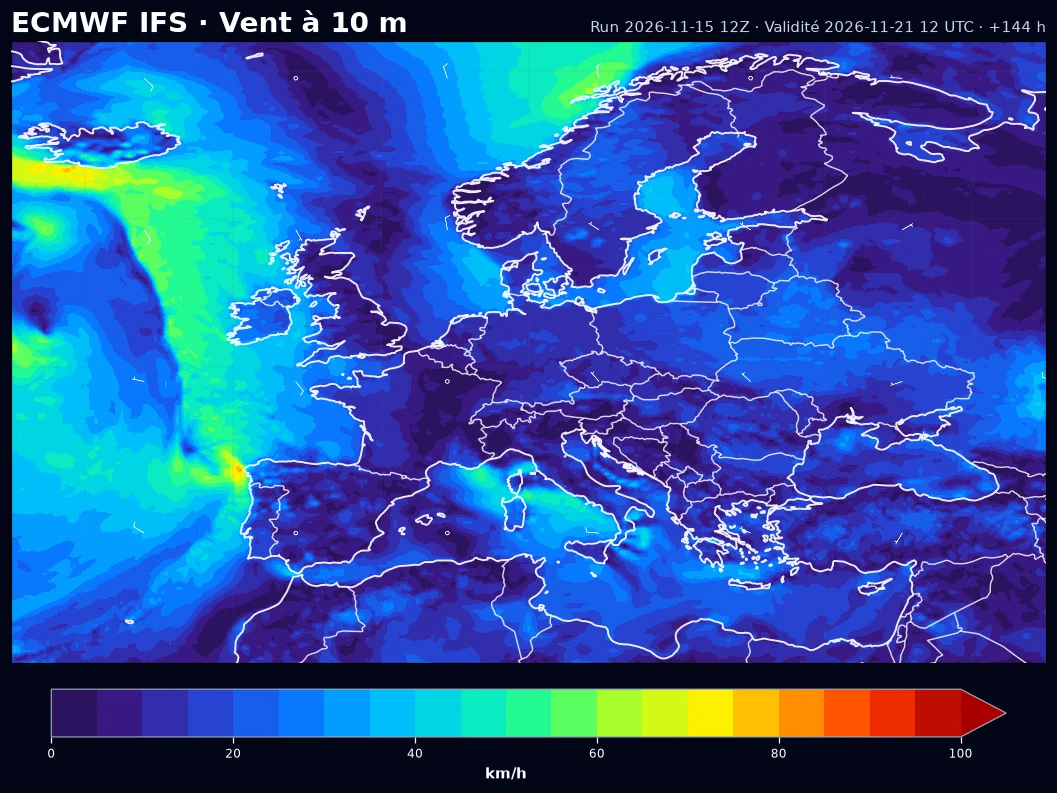 ECMWF IFS · Vent à 10 m
Run 2026-11-15 12Z · Validité 2026-11-21 12 UTC · +144 h
0 20 40 60 80 100
km/h